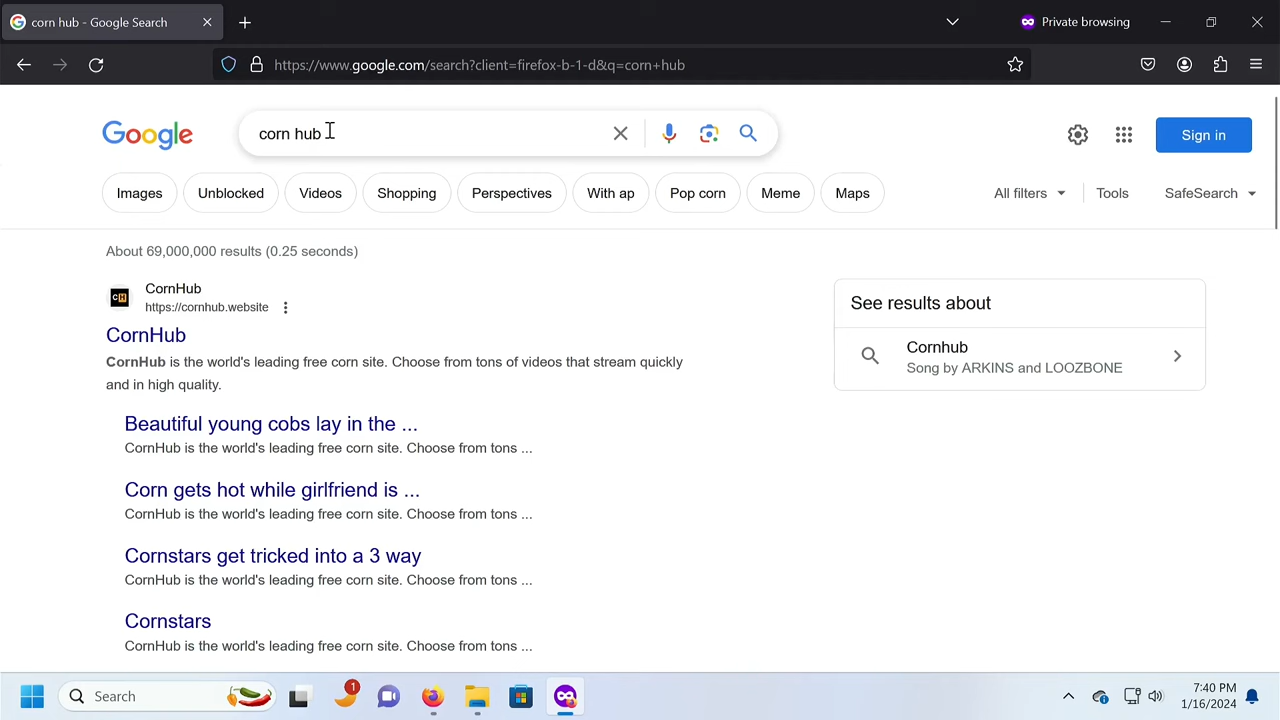 corn hub - Google Search
Private browsing
https://www.google.com/search?client=firefox-b-1-d&q=corn+hub
Google
corn hub
Sign in
Images
Unblocked
Videos
Shopping
Perspectives
With ap
Pop corn
Meme
Maps
All filters
Tools
SafeSearch
About 69,000,000 results (0.25 seconds)
CH
CornHub
https://cornhub.website
CornHub
CornHub is the world's leading free corn site. Choose from tons of videos that stream quickly
and in high quality.
Beautiful young cobs lay in the ...
CornHub is the world's leading free corn site. Choose from tons ...
Corn gets hot while girlfriend is ...
CornHub is the world's leading free corn site. Choose from tons ...
Cornstars get tricked into a 3 way
CornHub is the world's leading free corn site. Choose from tons ...
Cornstars
CornHub is the world's leading free corn site. Choose from tons ...
See results about
Cornhub
Song by ARKINS and LOOZBONE
Search
1
7:40 PM
1/16/2024